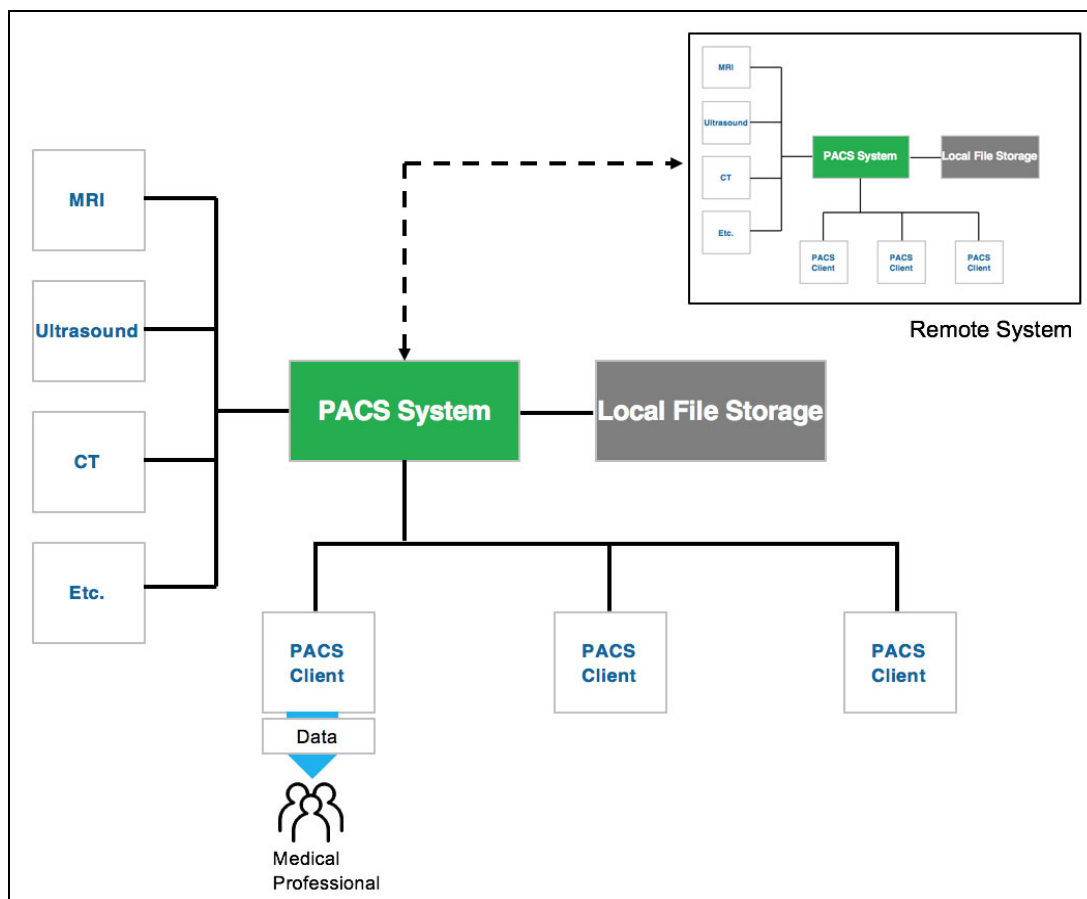 MRI
Ultrasound
CT
Etc.
PACS System
Local File Storage
PACS
Client
PACS
Client
PACS
Client
Remote System
MRI
Ultrasound
CT
Etc.
PACS System
Local File Storage
PACS
Client
PACS
Client
PACS
Client
Data
Medical
Professional